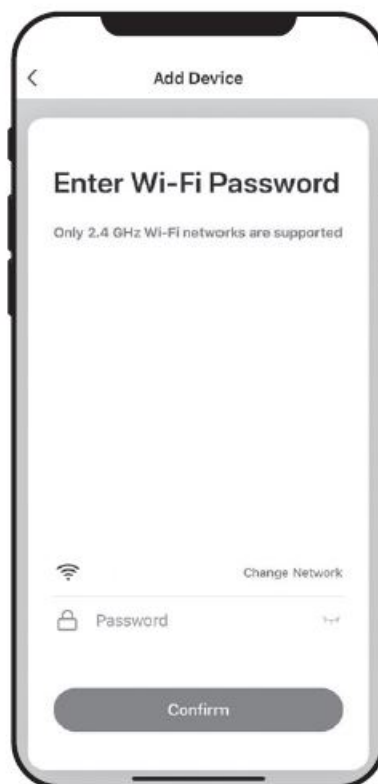 Add Device
Enter Wi-Fi Password
Only 2.4 GHz Wi-Fi networks are supported
Change Network
Password
Confirm